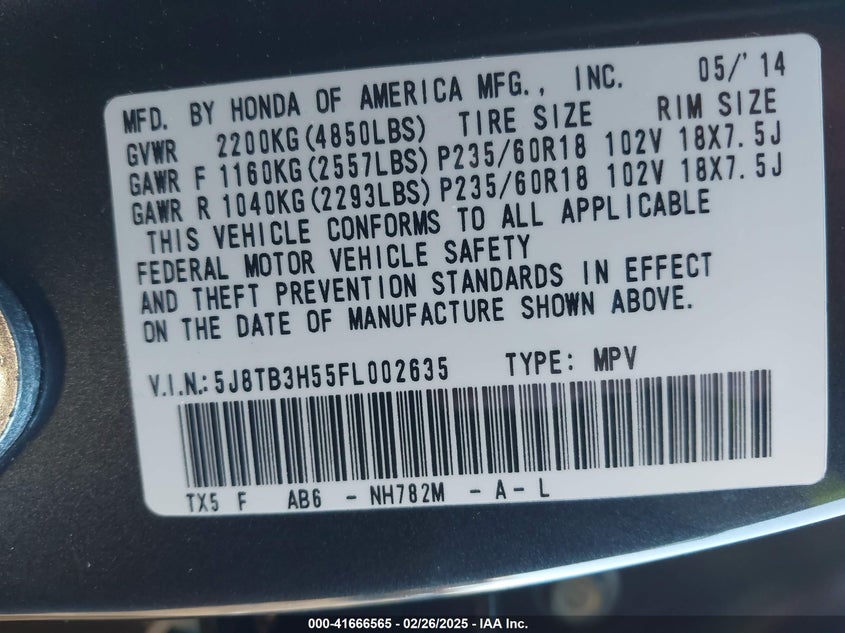 MFD. BY HONDA OF AMERICA MFG., INC. 05/'14
GVWR 2200KG(4850LBS) TIRE SIZE RIM SIZE
GAWR F 1160KG(2557LBS) P235/60R18 102V 18X7.5J
GAWR R 1040KG(2293LBS) P235/60R18 102V 18X7.5J
THIS VEHICLE CONFORMS TO ALL APPLICABLE
FEDERAL MOTOR VEHICLE SAFETY
AND THEFT PREVENTION STANDARDS IN EFFECT
ON THE DATE OF MANUFACTURE SHOWN ABOVE.
V.I.N.: 5J8TB3H55FL002635 TYPE: MPV
TX5 F AB6 - NH782M - A - L
000-41666565 / 02/26/2025 - IAA Inc.